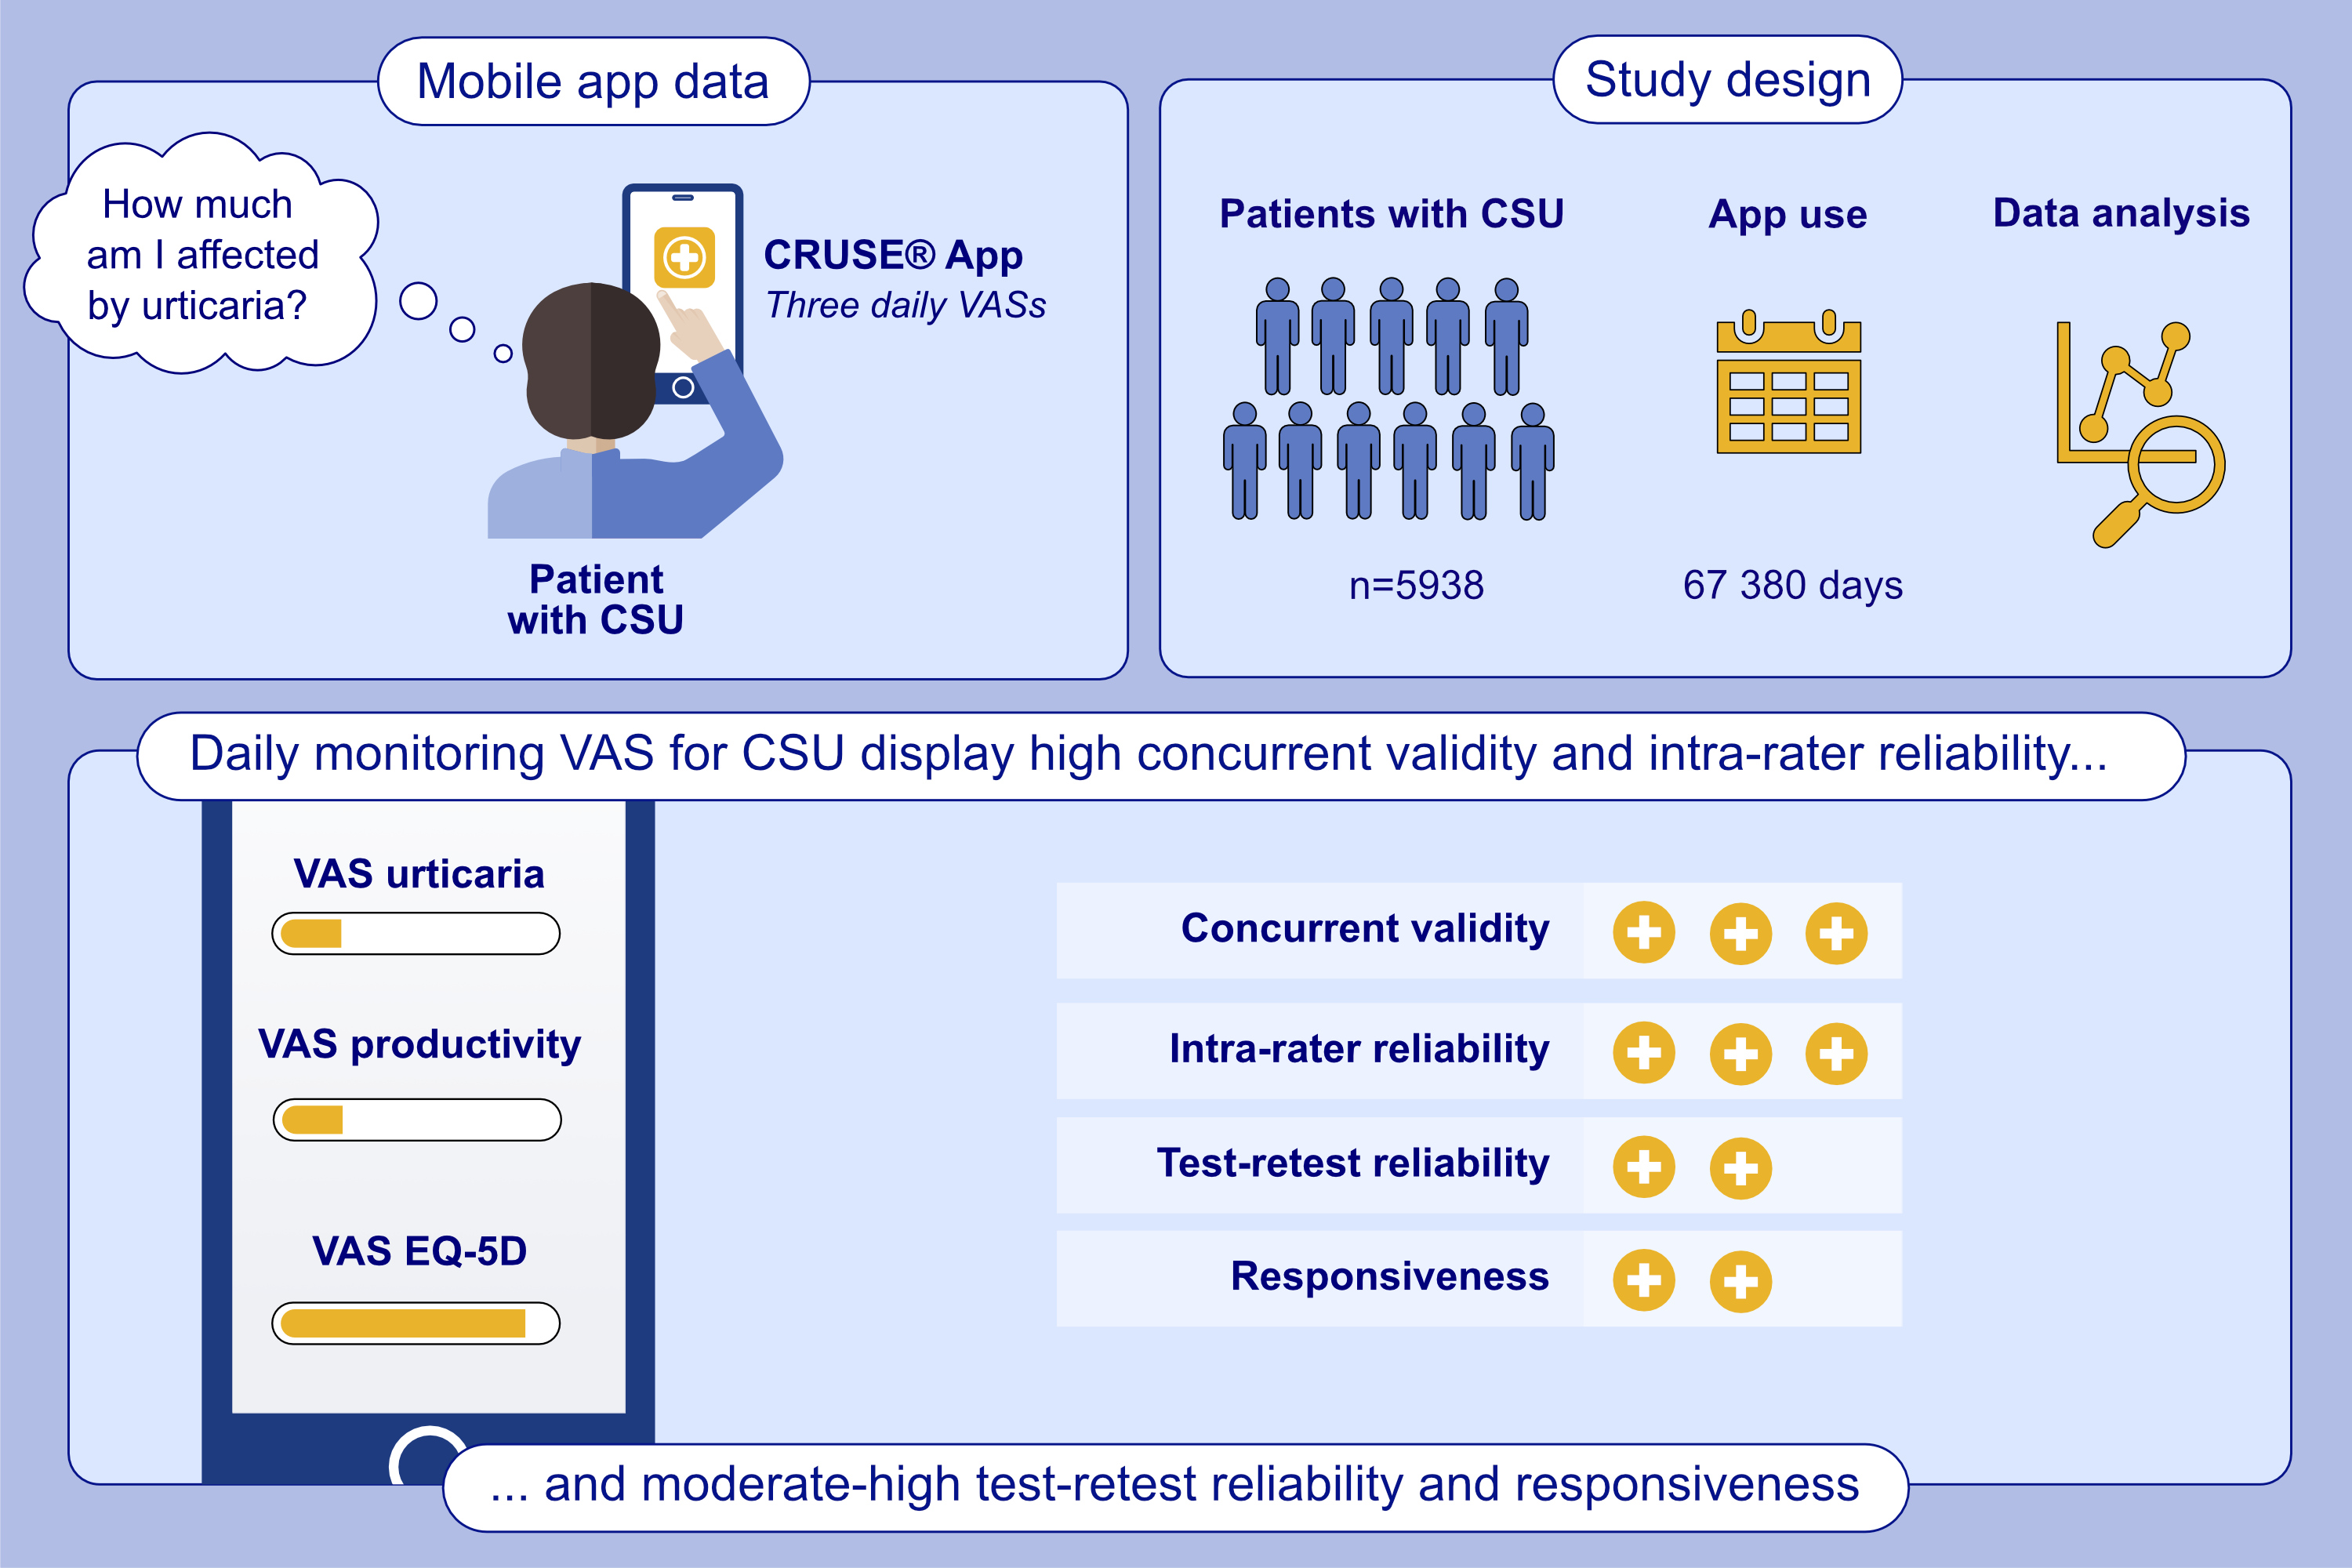 Mobile app data
How much
am I affected
by urticaria?
CRUSE® App
Three daily VASs
Patient
with CSU
Study design
Patients with CSU
App use
Data analysis
n=5938
67 380 days
Daily monitoring VAS for CSU display high concurrent validity and intra-rater reliability...
VAS urticaria
VAS productivity
VAS EQ-5D
Concurrent validity
Intra-rater reliability
Test-retest reliability
Responsiveness
... and moderate-high test-retest reliability and responsiveness